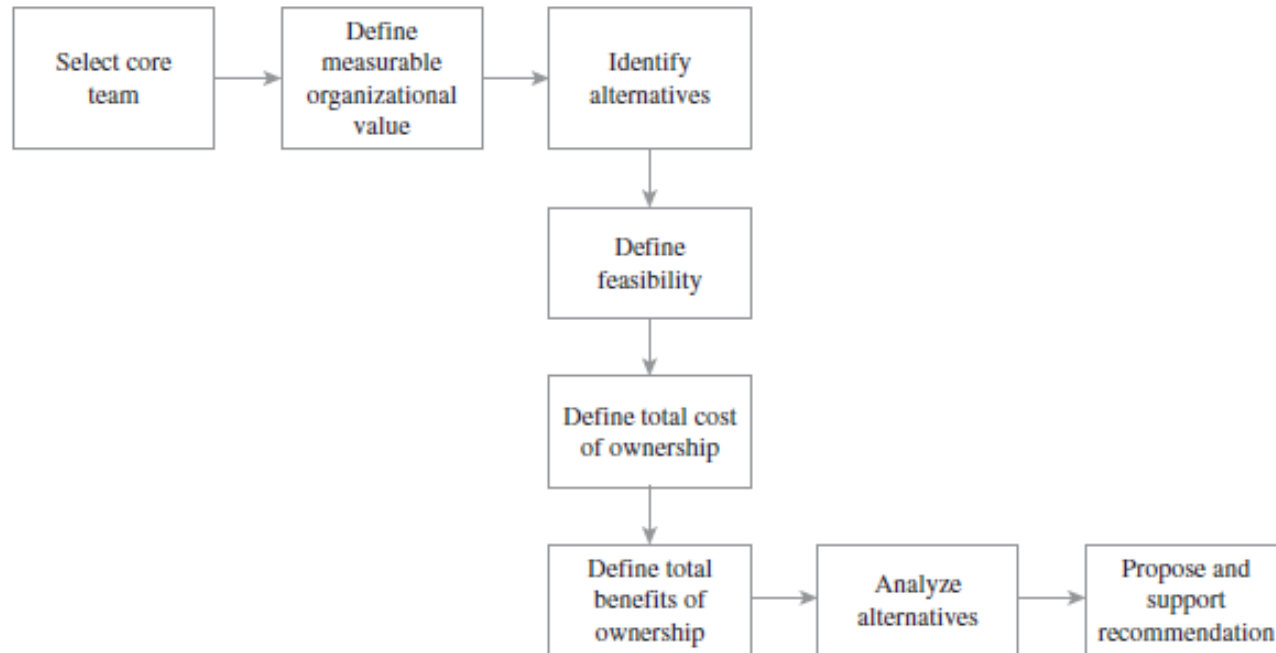 Select core
team
Define
measurable
organizational
value
Identify
alternatives
Define
feasibility
Define total cost
of ownership
Define total
benefits of
ownership
Analyze
alternatives
Propose and
support
recommendation